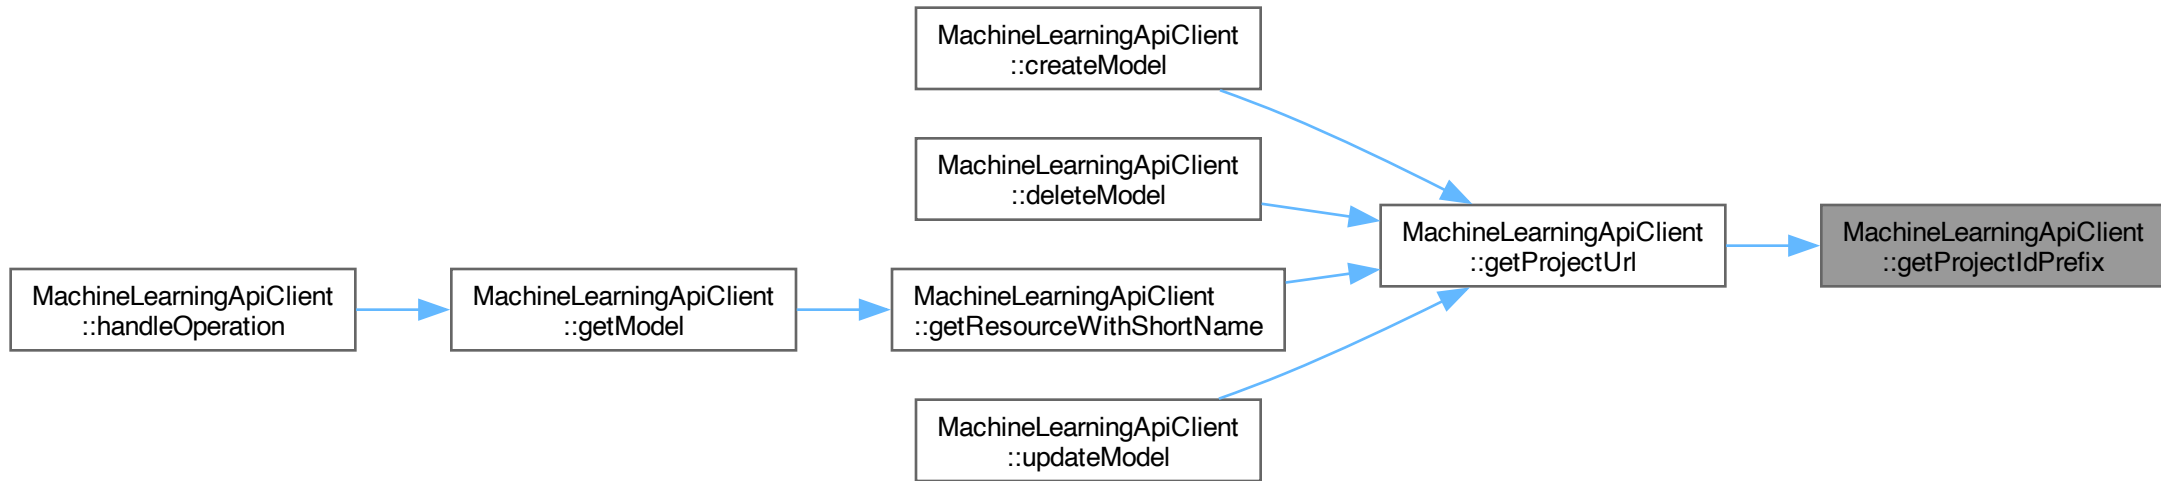 MachineLearningApiClient
::createModel
MachineLearningApiClient
::deleteModel
MachineLearningApiClient
::getProjectUrl
MachineLearningApiClient
::getProjectIdPrefix
MachineLearningApiClient
::handleOperation
MachineLearningApiClient
::getModel
MachineLearningApiClient
::getResourceWithShortName
MachineLearningApiClient
::updateModel